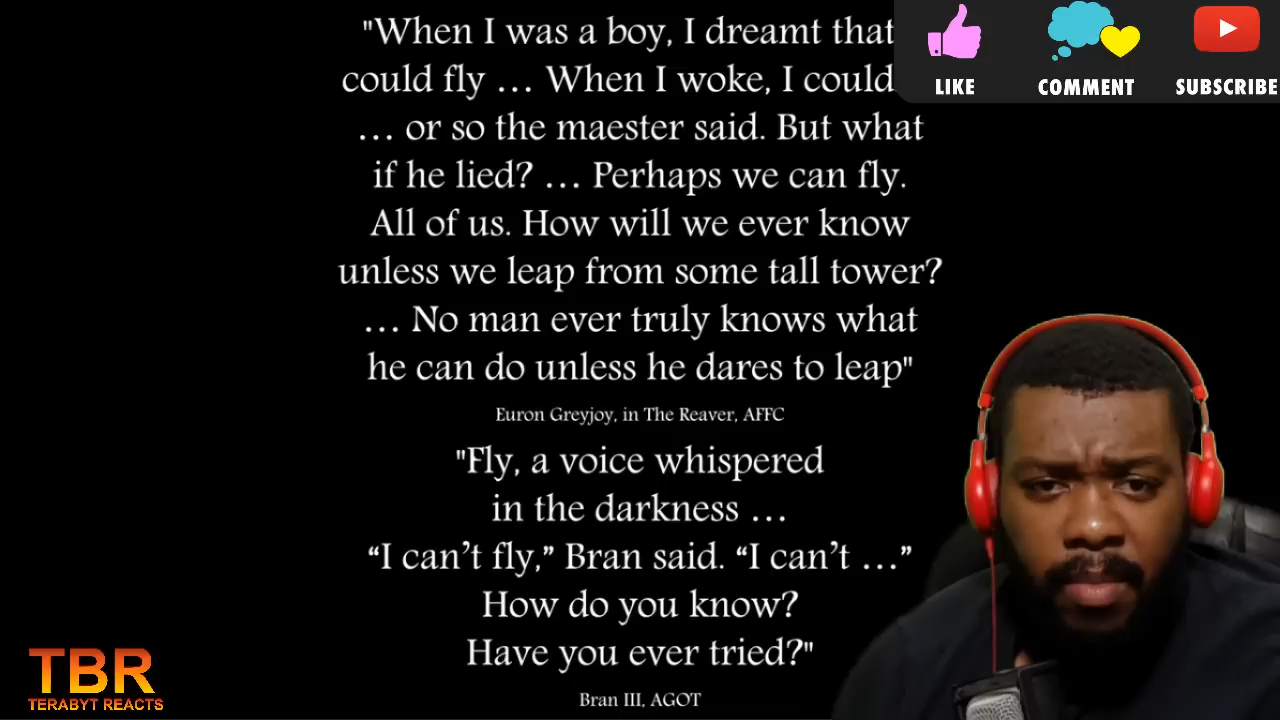 "When I was a boy, I dreamt that
could fly … When I woke, I could
… or so the maester said. But what
if he lied? … Perhaps we can fly.
All of us. How will we ever know
unless we leap from some tall tower?
… No man ever truly knows what
he can do unless he dares to leap"
Euron Greyjoy, in The Reaver, AFFC
"Fly, a voice whispered
in the darkness …
“I can’t fly,” Bran said. “I can’t …”
How do you know?
Have you ever tried?"
Bran III, AGOT
LIKE
COMMENT
SUBSCRIBE
TBR
TERABYT REACTS